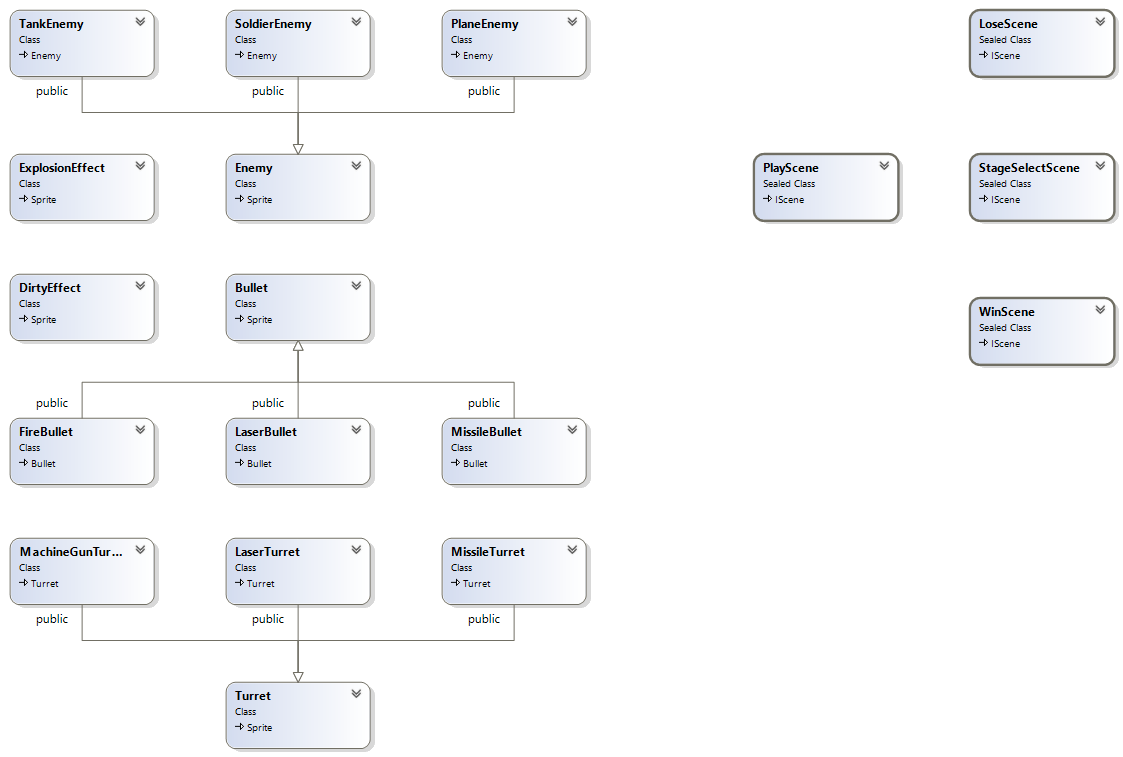 TankEnemy
Class
Enemy
SoldierEnemy
Class
Enemy
PlaneEnemy
Class
Enemy
LoseScene
Sealed Class
IScene
public
public
public
ExplosionEffect
Class
Sprite
Enemy
Class
Sprite
PlayScene
Sealed Class
IScene
StageSelectScene
Sealed Class
IScene
DirtyEffect
Class
Sprite
Bullet
Class
Sprite
WinScene
Sealed Class
IScene
public
public
public
FireBullet
Class
Bullet
LaserBullet
Class
Bullet
MissileBullet
Class
Bullet
MachineGunTur...
Class
Turret
LaserTurret
Class
Turret
MissileTurret
Class
Turret
public
public
public
Turret
Class
Sprite